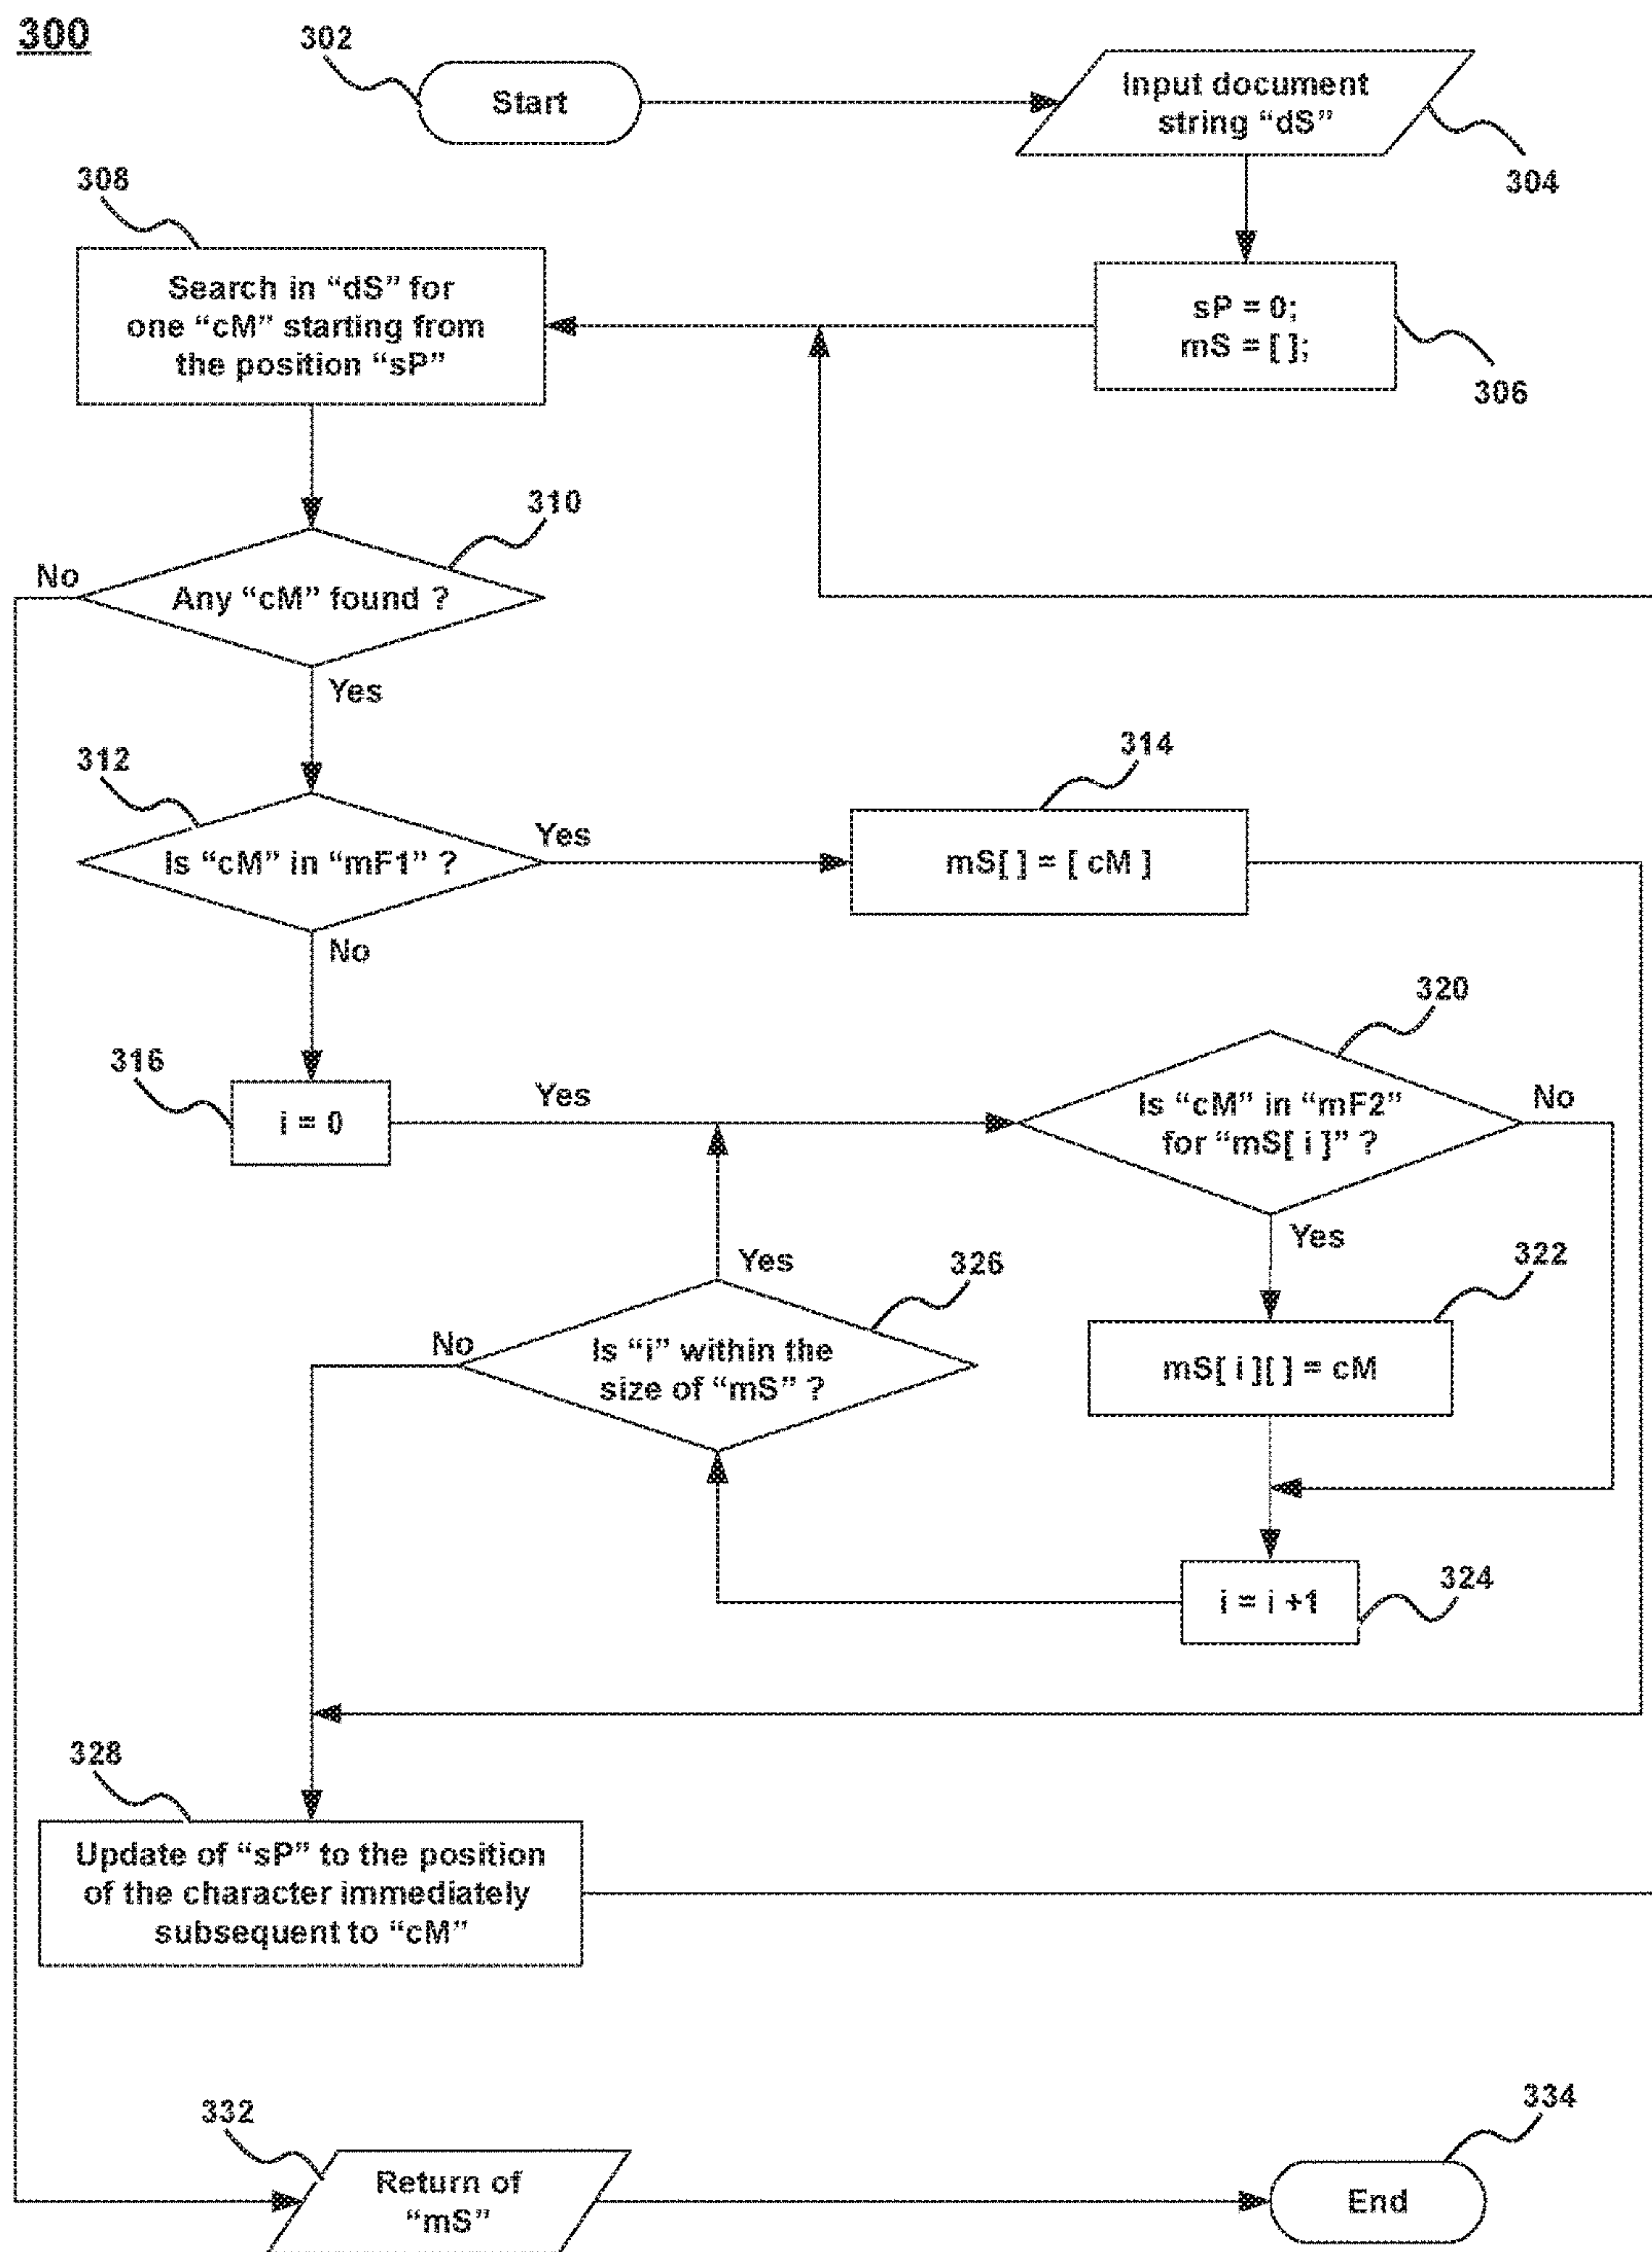 300
302
Start
Input document
string “dS”
304
308
Search in “dS” for
one “cM” starting from
the position “sP”
sP = 0;
mS = [ ];
306
310
No
Any “cM” found ?
Yes
312
314
Is “cM” in “mF1” ?
Yes
mS[ ] = [ cM ]
No
320
316
i = 0
Yes
Is “cM” in “mF2”
for “mS[ i ]” ?
No
Yes
322
326
Yes
No
Is “i” within the
size of “mS” ?
mS[ i ][ ] = cM
324
i = i +1
328
Update of “sP” to the position
of the character immediately
subsequent to “cM”
332
334
Return of
“mS”
End